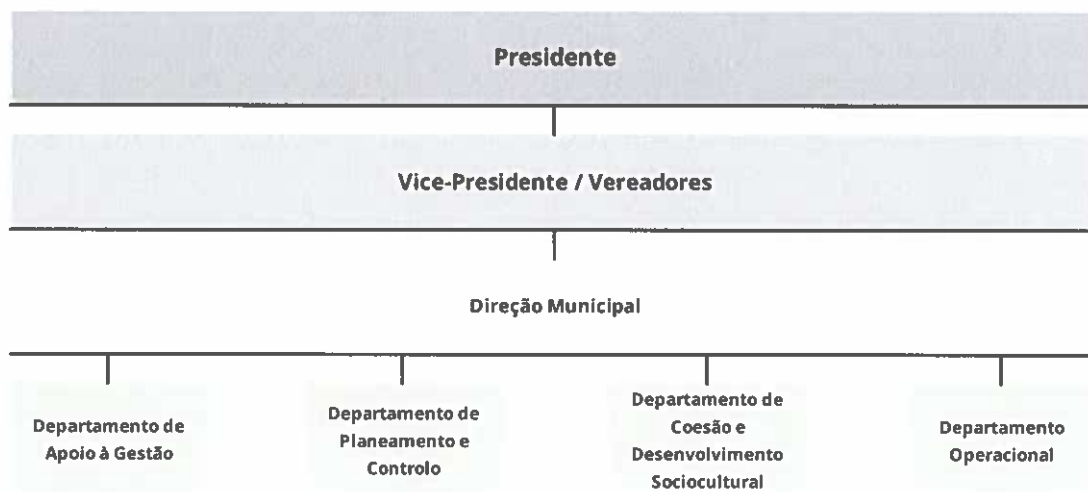 Presidente
Vice-Presidente / Vereadores
Direção Municipal
Departamento de
Apoio à Gestão
Departamento de
Planeamento e
Controlo
Departamento de
Coesão e
Desenvolvimento
Sociocultural
Departamento
Operacional